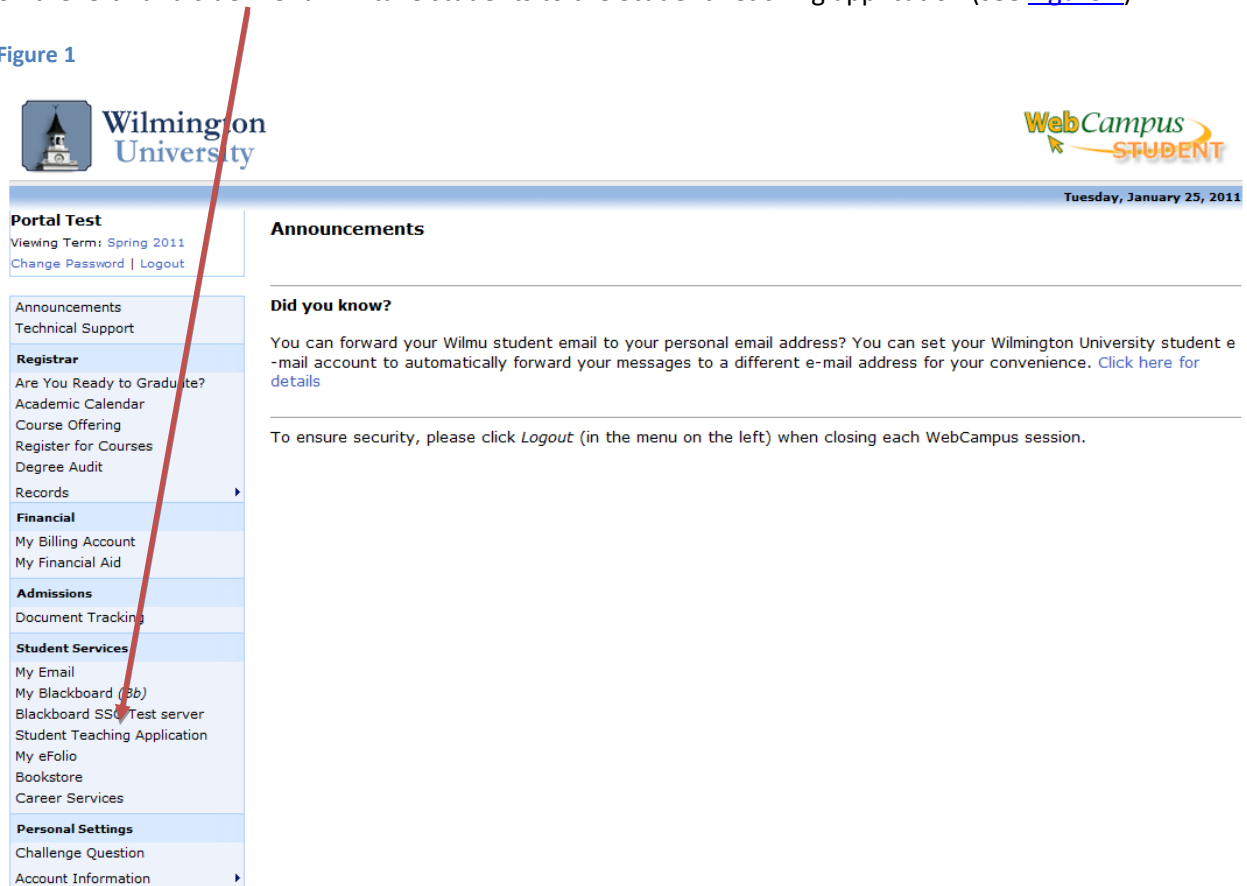 Figure 1
Wilmington
University
WebCampus
STUDENT
Tuesday, January 25, 2011
Portal Test
Viewing Term: Spring 2011
Change Password | Logout
Announcements
Technical Support
Registrar
Are You Ready to Graduate?
Academic Calendar
Course Offering
Register for Courses
Degree Audit
Records
Financial
My Billing Account
My Financial Aid
Admissions
Document Tracking
Student Services
My Email
My Blackboard (Bb)
Blackboard SSO Test server
Student Teaching Application
My eFolio
Bookstore
Career Services
Personal Settings
Challenge Question
Account Information
Announcements
Did you know?
You can forward your Wilmu student email to your personal email address? You can set your Wilmington University student e
-mail account to automatically forward your messages to a different e-mail address for your convenience. Click here for
details
To ensure security, please click Logout (in the menu on the left) when closing each WebCampus session.